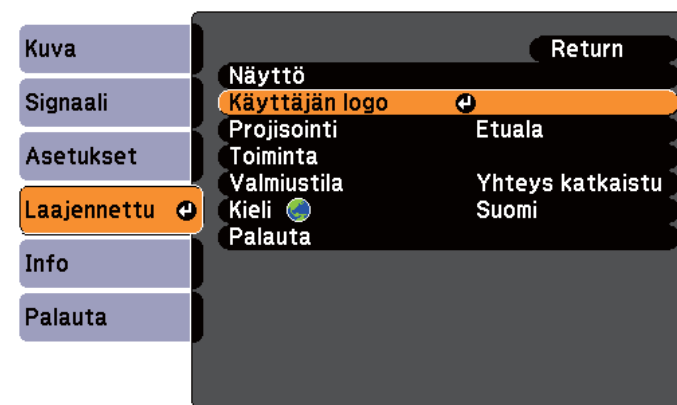 Kuva
Signaali
Asetukset
Laajennettu
Info
Palauta
Return
Näyttö
Käyttäjän logo
Projisointi Etuala
Toiminta
Valmiustila Yhteys katkaistu
Kieli Suomi
Palauta